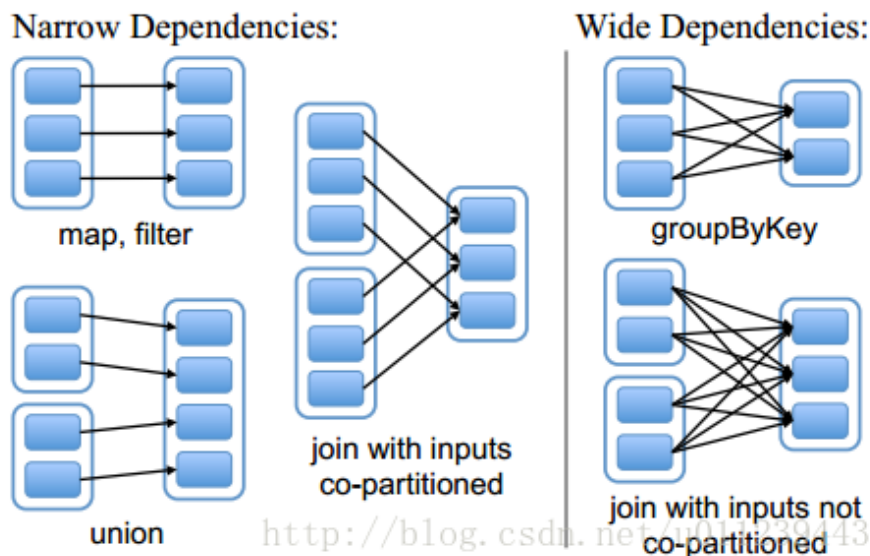 Narrow Dependencies:
Wide Dependencies:
map, filter
groupByKey
join with inputs
co-partitioned
union
join with inputs not
co-partitioned
http://blog.csdn.net/u011239443